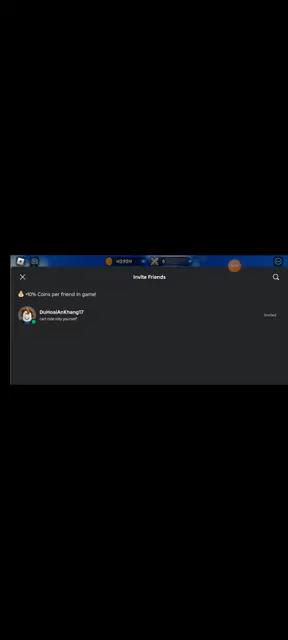 Invite Friends
+10% Coins per friend in game!
DuHoaiAnKhang17
Invited